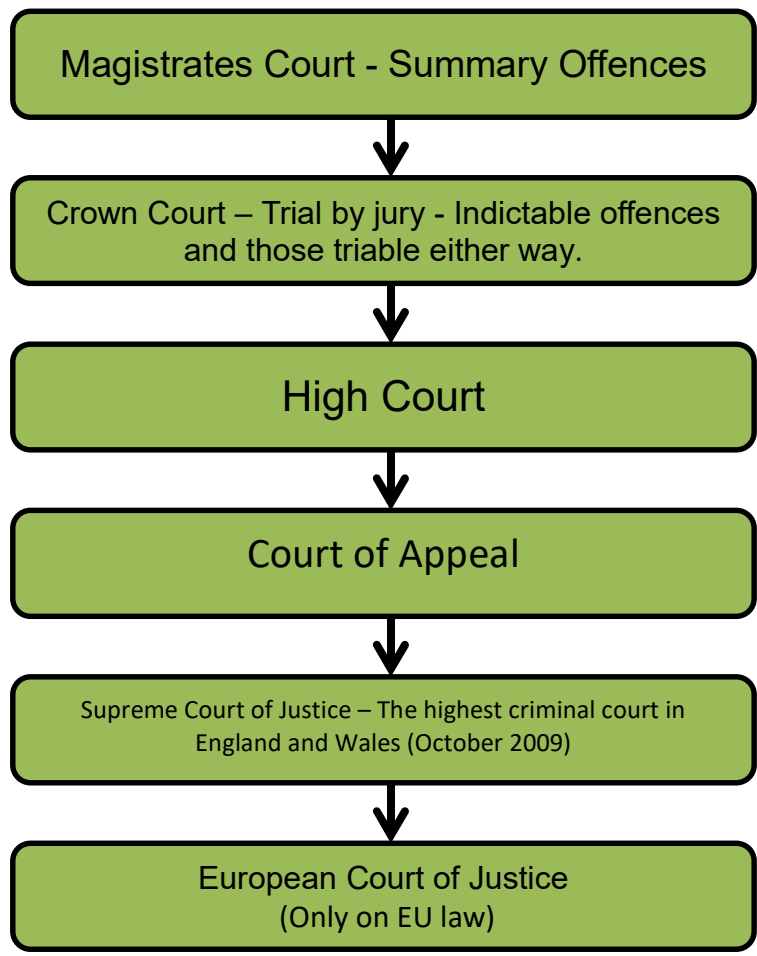 Magistrates Court - Summary Offences
Crown Court – Trial by jury - Indictable offences
and those triable either way.
High Court
Court of Appeal
Supreme Court of Justice – The highest criminal court in
England and Wales (October 2009)
European Court of Justice
(Only on EU law)